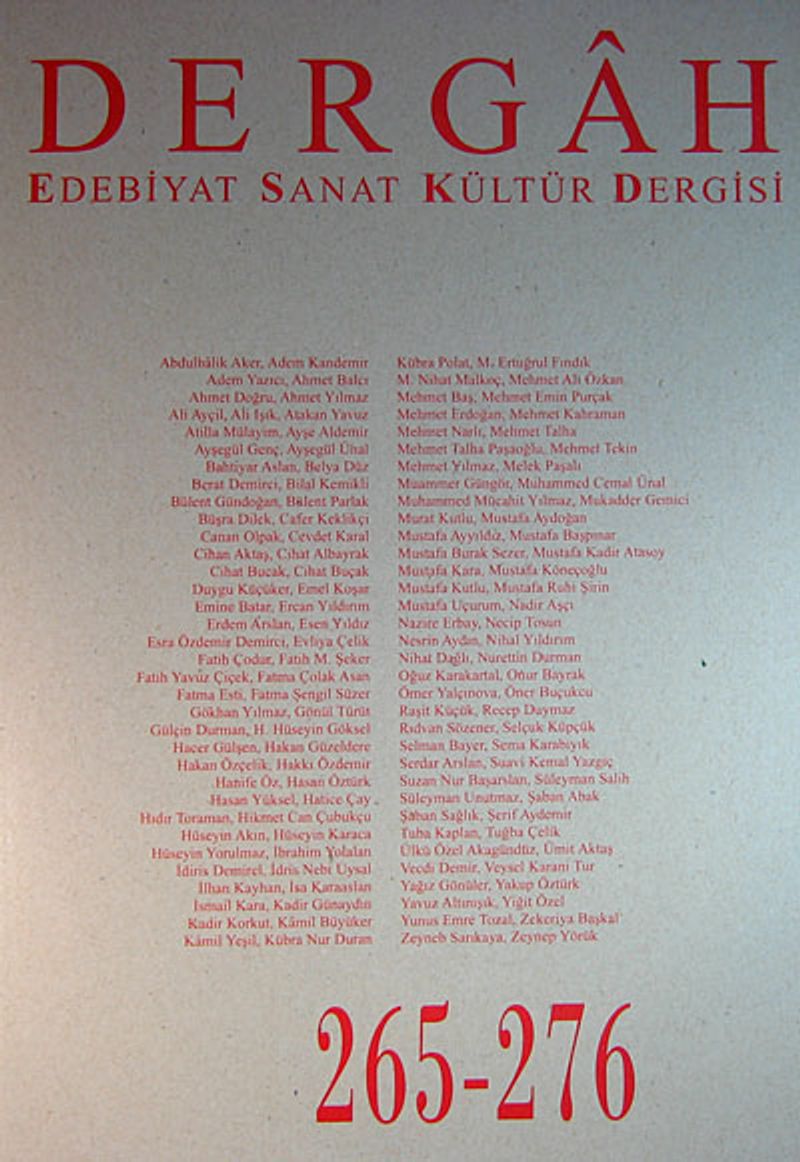 DERGÂH
EDEBİYAT SANAT KÜLTÜR DERGİSİ
Abdulhâlik Aker, Adem Kandemir
Adem Yazıcı, Ahmet Balcı
Ahmet Doğru, Ahmet Yılmaz
Ali Ayçil, Ali Işık, Atakan Yavuz
Atilla Mülayim, Ayşe Aldemir
Ayşegül Genç, Ayşegül Ünal
Bahtiyar Aslan, Belya Düz
Berat Demirci, Bilal Kemikli
Bülent Gündoğan, Bülent Parlak
Büşra Dilek, Cafer Keklikçi
Canan Olpak, Cevdet Karal
Cihan Aktaş, Cihat Albayrak
Cihat Bucak, Cihat Buçak
Duygu Küçüker, Emel Koşar
Emine Batar, Ercan Yıldırım
Erdem Arslan, Esen Yıldız
Esra Özdemir Demirci, Evliya Çelik
Fatih Çodur, Fatih M. Şeker
Fatih Yavuz Çiçek, Fatma Çolak Asan
Fatma Esti, Fatma Şengil Süzer
Gökhan Yılmaz, Gönül Türüt
Gülçin Durman, H. Hüseyin Göksel
Hacer Gülşen, Hakan Güzeldere
Hakan Özçelik, Hakkı Özdemir
Hanife Öz, Hasan Öztürk
Hasan Yüksel, Hatice Çay
Hıdır Toraman, Hikmet Can Çubukçu
Hüseyin Akın, Hüseyin Karaca
Hüseyin Yorulmaz, İbrahim Yolalan
İdiris Demirel, İdris Nebi Uysal
İlhan Kayhan, İsa Karaaslan
İsmail Kara, Kadir Günaydın
Kadir Korkut, Kâmil Büyüker
Kâmil Yeşil, Kübra Nur Duran
Kübra Polat, M. Ertuğrul Fındık
M. Nihat Malkoç, Mehmet Ali Özkan
Mehmet Baş, Mehmet Emin Purçak
Mehmet Erdoğan, Mehmet Kahraman
Mehmet Narlı, Mehmet Talha
Mehmet Talha Paşaoğlu, Mehmet Tekin
Mehmet Yılmaz, Melek Paşalı
Muammer Güngör, Muhammed Cemal Ünal
Muhammed Mücahit Yılmaz, Mukadder Gemici
Murat Kutlu, Mustafa Aydoğan
Mustafa Ayyıldız, Mustafa Başpınar
Mustafa Burak Sezer, Mustafa Kadir Atasoy
Mustafa Kara, Mustafa Köneçoğlu
Mustafa Kutlu, Mustafa Ruhi Şirin
Mustafa Uçurum, Nadir Aşçı
Nazire Erbay, Necip Tosun
Nesrin Aydın, Nihal Yıldırım
Nihat Dağlı, Nurettin Durman
Oğuz Karakartal, Onur Bayrak
Ömer Yalçınova, Öner Buçukcu
Raşit Küçük, Recep Duymaz
Rıdvan Sözener, Selçuk Küpçük
Selman Bayer, Sema Karabıyık
Serdar Arslan, Suavi Kemal Yazgıç
Suzan Nur Başarslan, Süleyman Salih
Süleyman Unutmaz, Şaban Abak
Şaban Sağlık, Şerif Aydemir
Tuba Kaplan, Tuğba Çelik
Ülkü Özel Akagündüz, Ümit Aktaş
Vecdi Demir, Veysel Karani Tur
Yağız Gönüler, Yakup Öztürk
Yavuz Altınışık, Yiğit Özel
Yunus Emre Tozal, Zekeriya Başkal
Zeyneb Sarıkaya, Zeynep Yörük
265-276